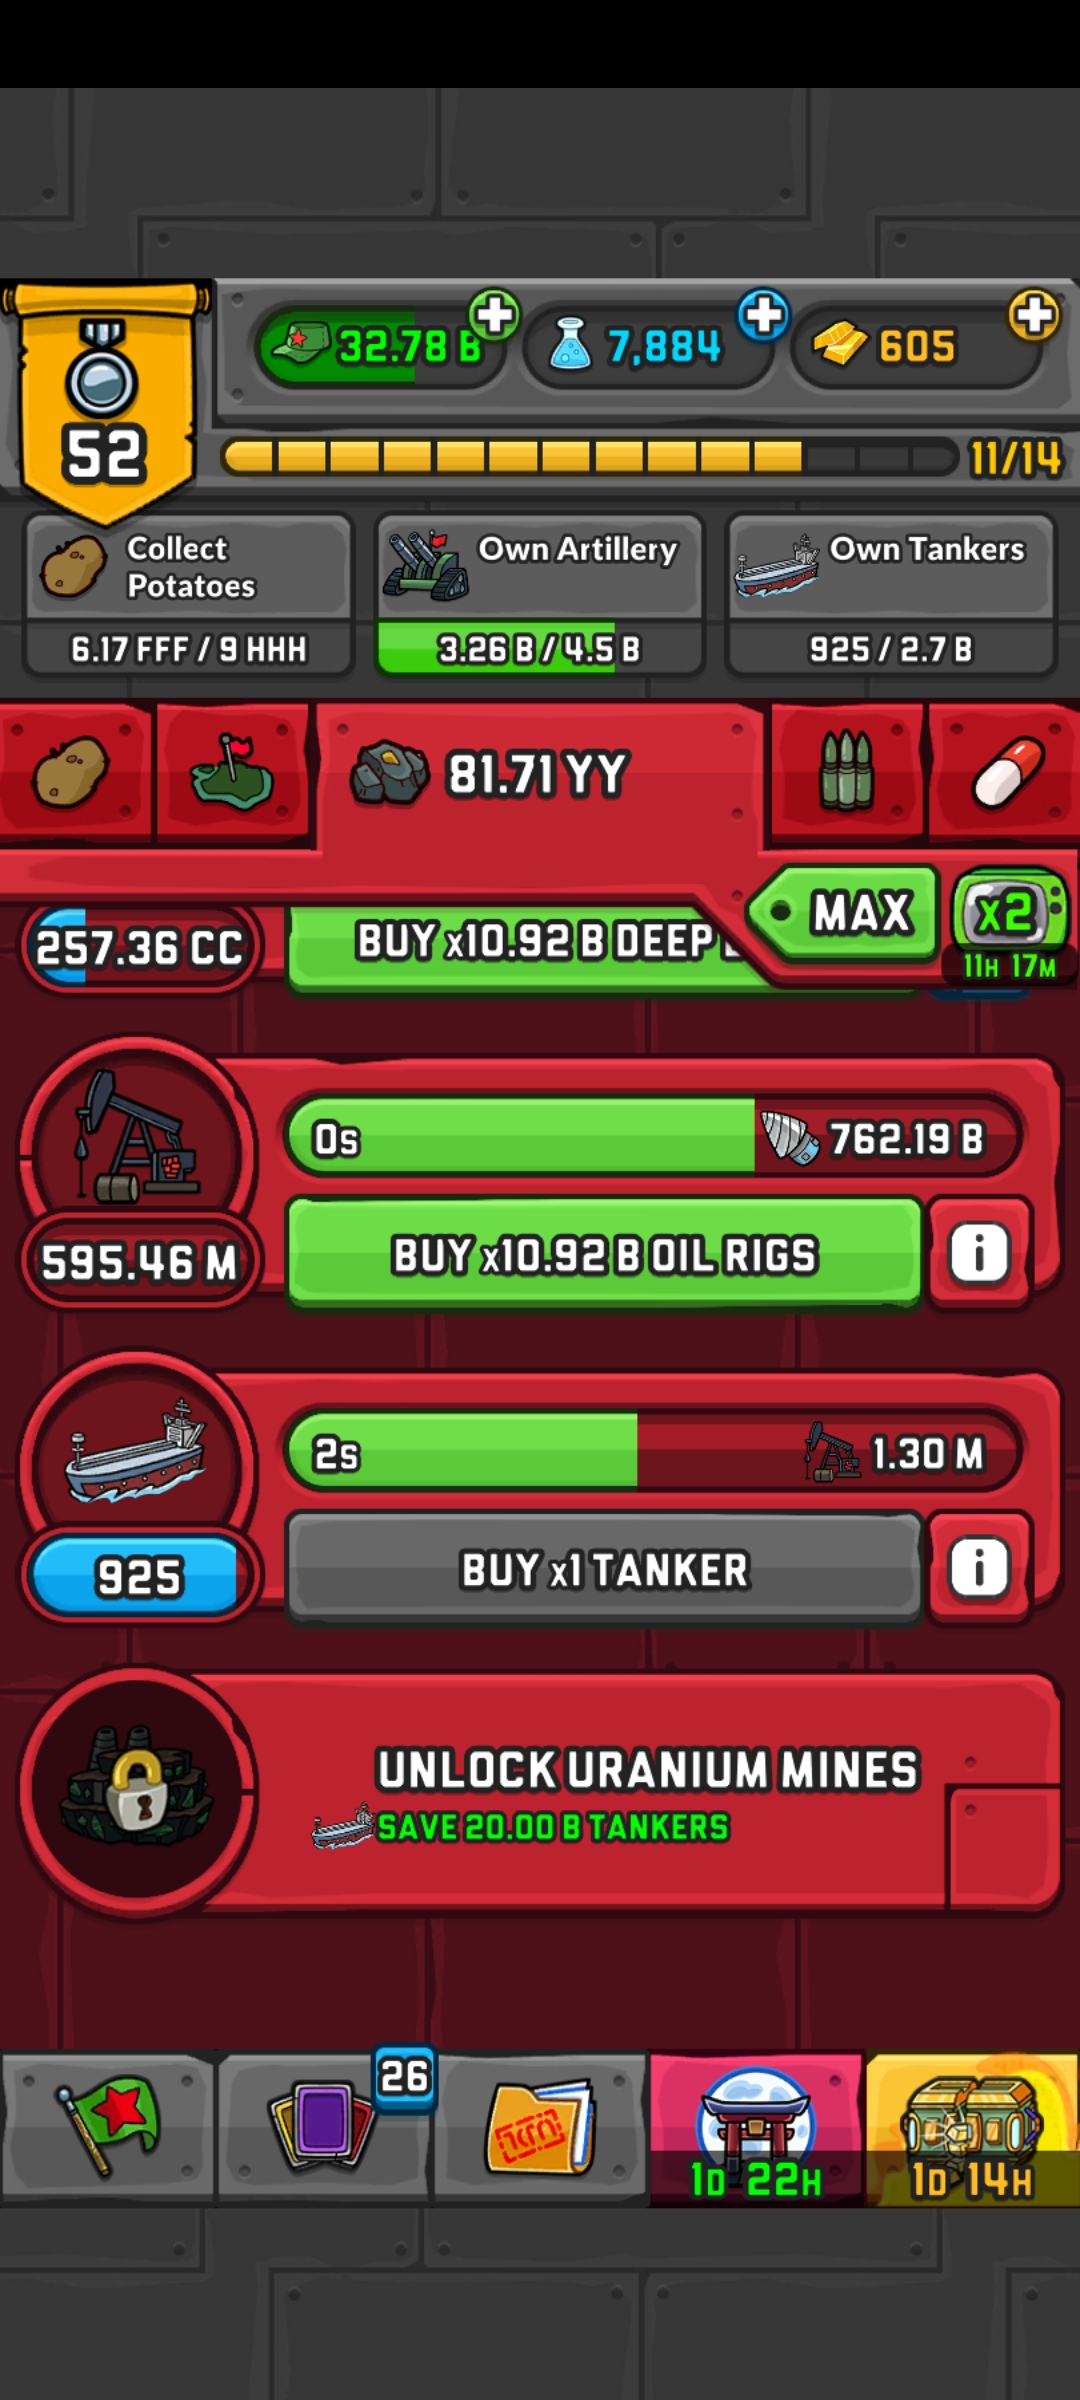 32.78 B
7,884
605
52
11/14
Collect
Potatoes
Own Artillery
Own Tankers
6.17 FFF / 9 HHH
3.26 B / 4.5 B
925 / 2.7 B
81.71 YY
MAX
x2
11H 17M
257.36 CC
BUY x10.92 B DEEP
0s
762.19 B
595.46 M
BUY x10.92 B OIL RIGS
i
2s
1.30 M
925
BUY x1 TANKER
i
UNLOCK URANIUM MINES
SAVE 20.00 B TANKERS
26
1D 22H
1D 14H